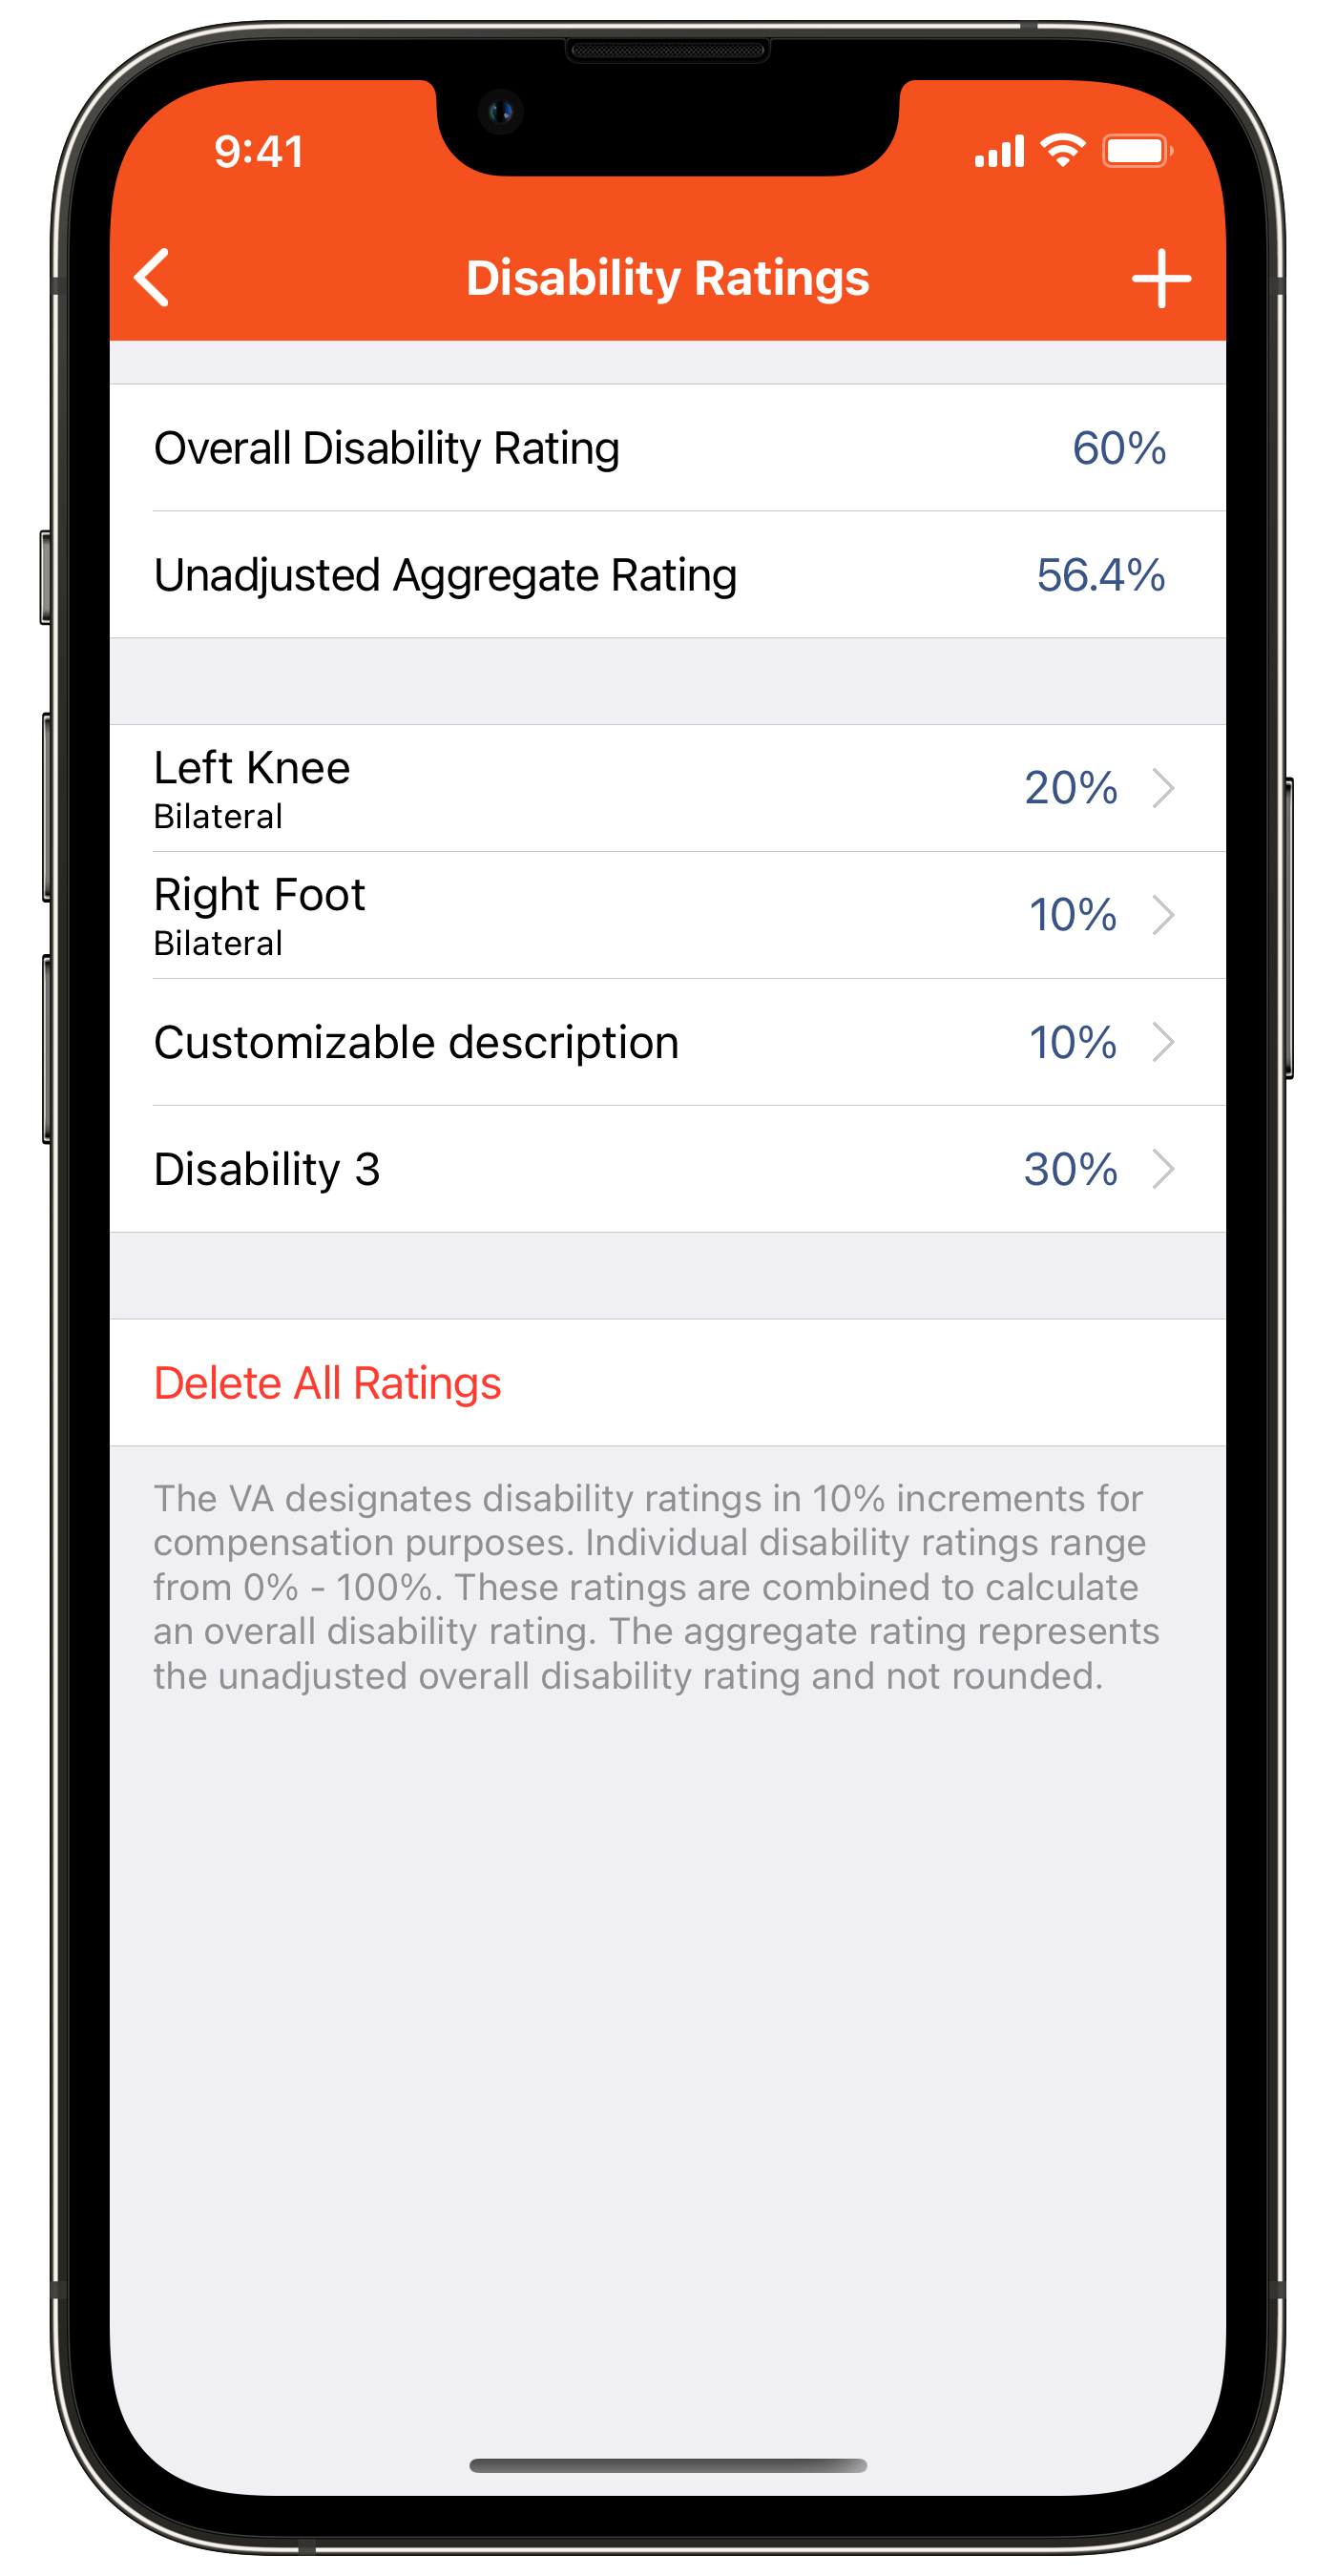 9:41
Disability Ratings
Overall Disability Rating 60%
Unadjusted Aggregate Rating 56.4%
Left Knee 20%
Bilateral
Right Foot 10%
Bilateral
Customizable description 10%
Disability 3 30%
Delete All Ratings
The VA designates disability ratings in 10% increments for
compensation purposes. Individual disability ratings range
from 0% - 100%. These ratings are combined to calculate
an overall disability rating. The aggregate rating represents
the unadjusted overall disability rating and not rounded.